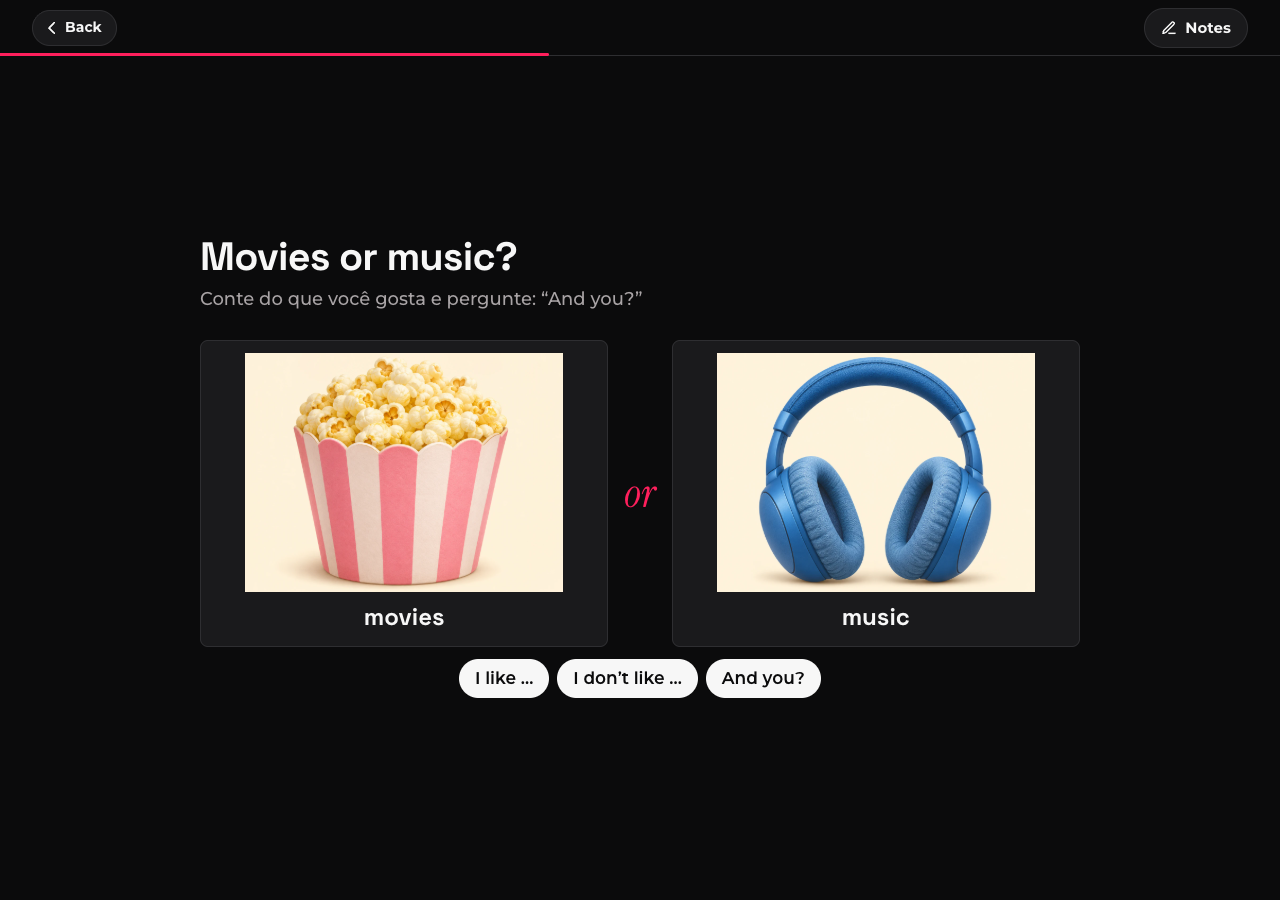 Back
Notes
Movies or music?
Conte do que você gosta e pergunte: “And you?”
movies
or
music
I like ...
I don’t like ...
And you?